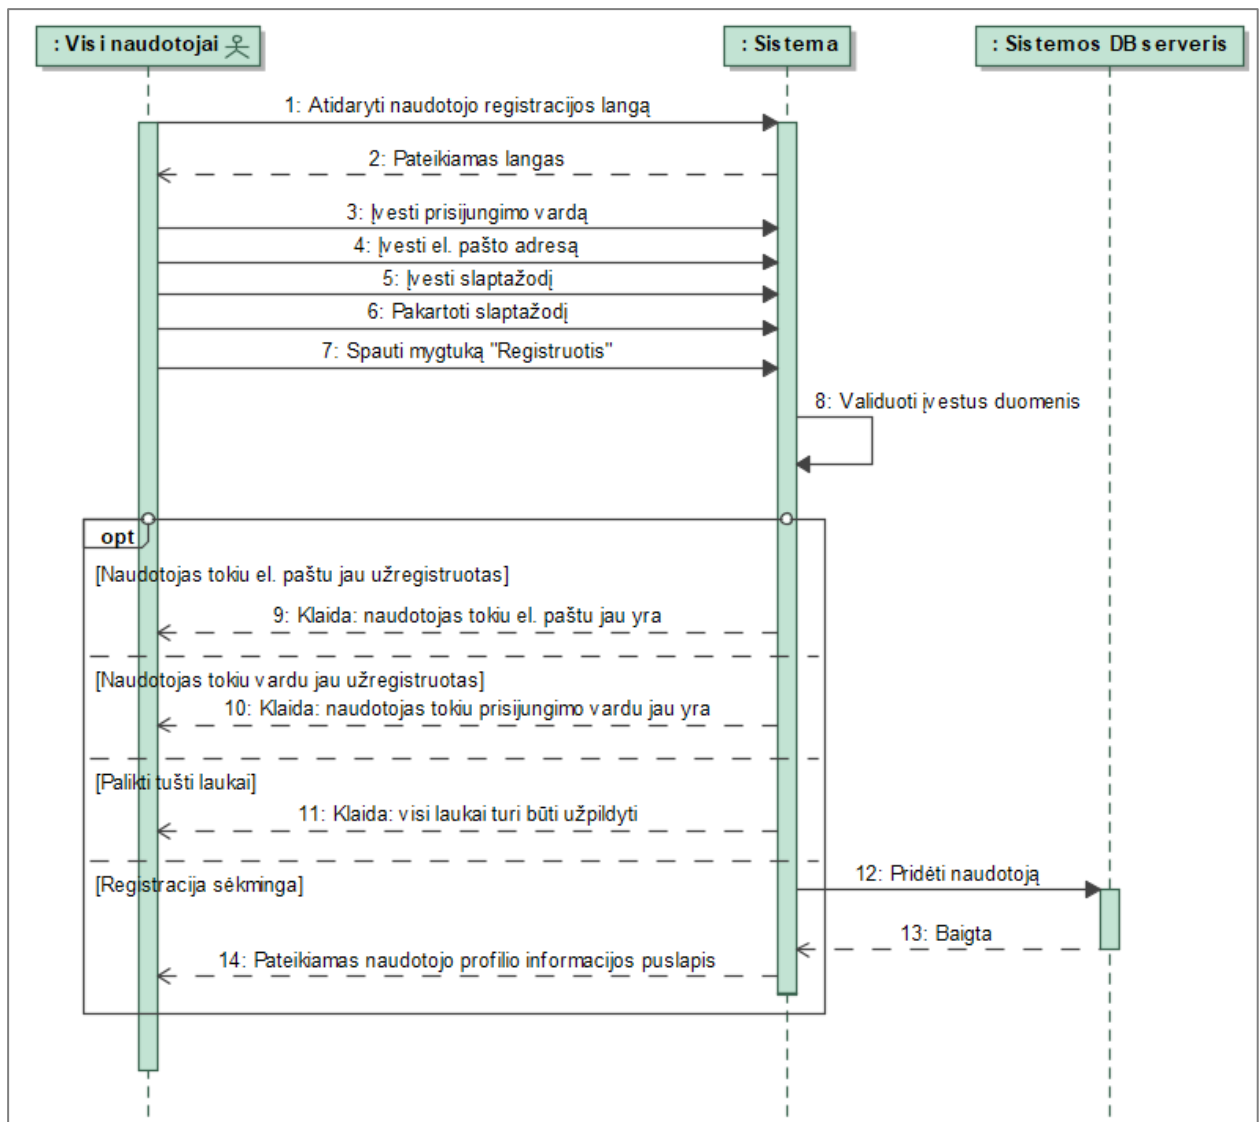 : Visi naudotojai
: Sistema
: Sistemos DB serveris
1: Atidaryti naudotojo registracijos langą
2: Pateikiamas langas
3: Įvesti prisijungimo vardą
4: Įvesti el. pašto adresą
5: Įvesti slaptažodį
6: Pakartoti slaptažodį
7: Spauti mygtuką "Registruotis"
8: Validuoti įvestus duomenis
opt
[Naudotojas tokiu el. paštu jau užregistruotas]
9: Klaida: naudotojas tokiu el. paštu jau yra
[Naudotojas tokiu vardu jau užregistruotas]
10: Klaida: naudotojas tokiu prisijungimo vardu jau yra
[Palikti tušti laukai]
11: Klaida: visi laukai turi būti užpildyti
[Registracija sėkminga]
12: Pridėti naudotoją
13: Baigta
14: Pateikiamas naudotojo profilio informacijos puslapis